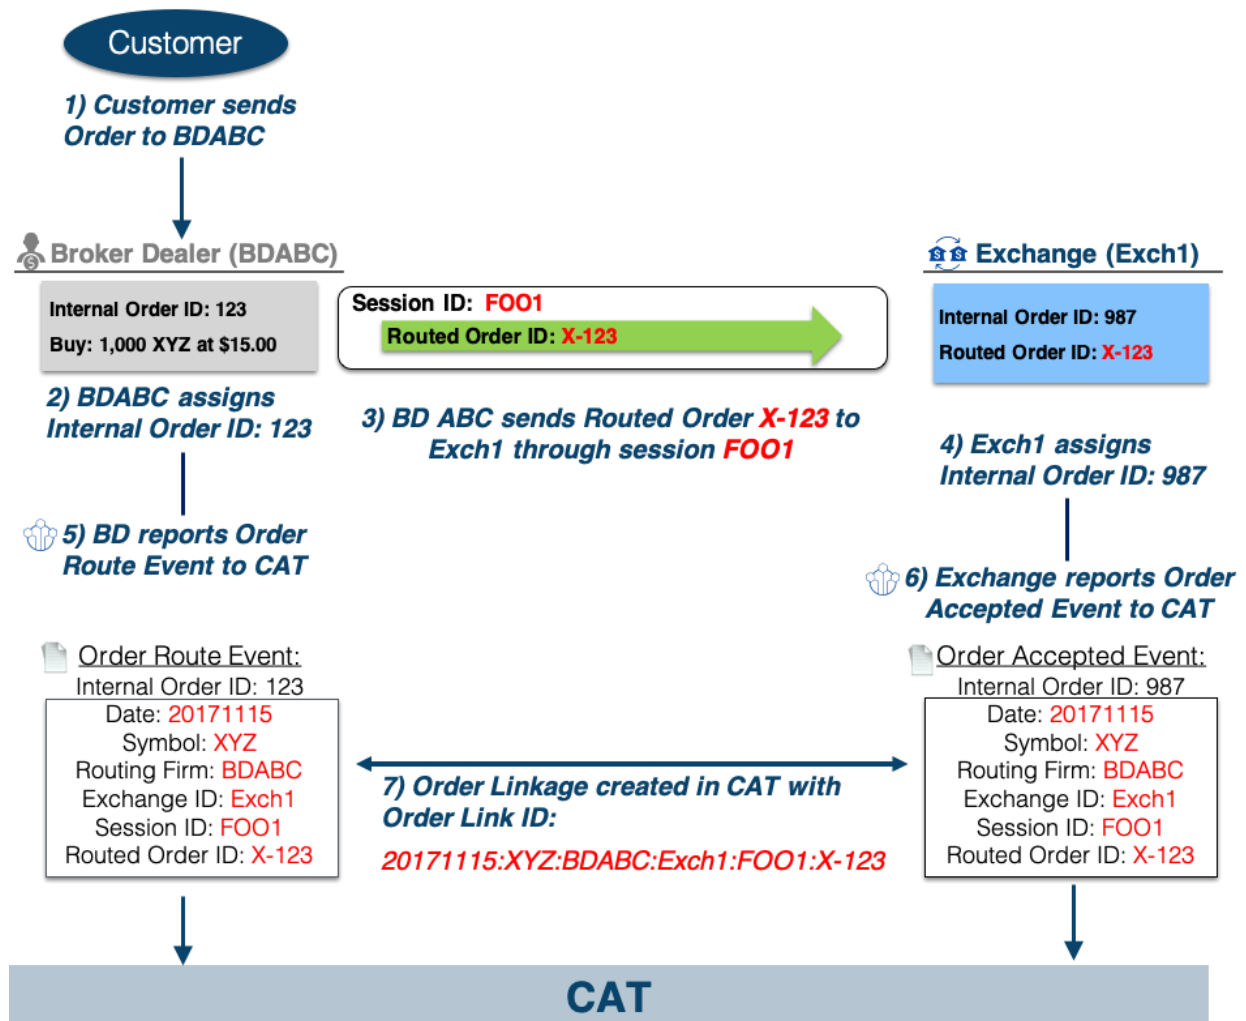 Customer
1) Customer sends
Order to BDABC
Broker Dealer (BDABC)
Internal Order ID: 123
Buy: 1,000 XYZ at $15.00
Session ID: FOO1
Routed Order ID: X-123
Exchange (Exch1)
Internal Order ID: 987
Routed Order ID: X-123
2) BDABC assigns
Internal Order ID: 123
3) BD ABC sends Routed Order X-123 to
Exch1 through session FOO1
4) Exch1 assigns
Internal Order ID: 987
5) BD reports Order
Route Event to CAT
6) Exchange reports Order
Accepted Event to CAT
Order Route Event:
Internal Order ID: 123
Date: 20171115
Symbol: XYZ
Routing Firm: BDABC
Exchange ID: Exch1
Session ID: FOO1
Routed Order ID: X-123
7) Order Linkage created in CAT with
Order Link ID:
20171115:XYZ:BDABC:Exch1:FOO1:X-123
Order Accepted Event:
Internal Order ID: 987
Date: 20171115
Symbol: XYZ
Routing Firm: BDABC
Exchange ID: Exch1
Session ID: FOO1
Routed Order ID: X-123
CAT